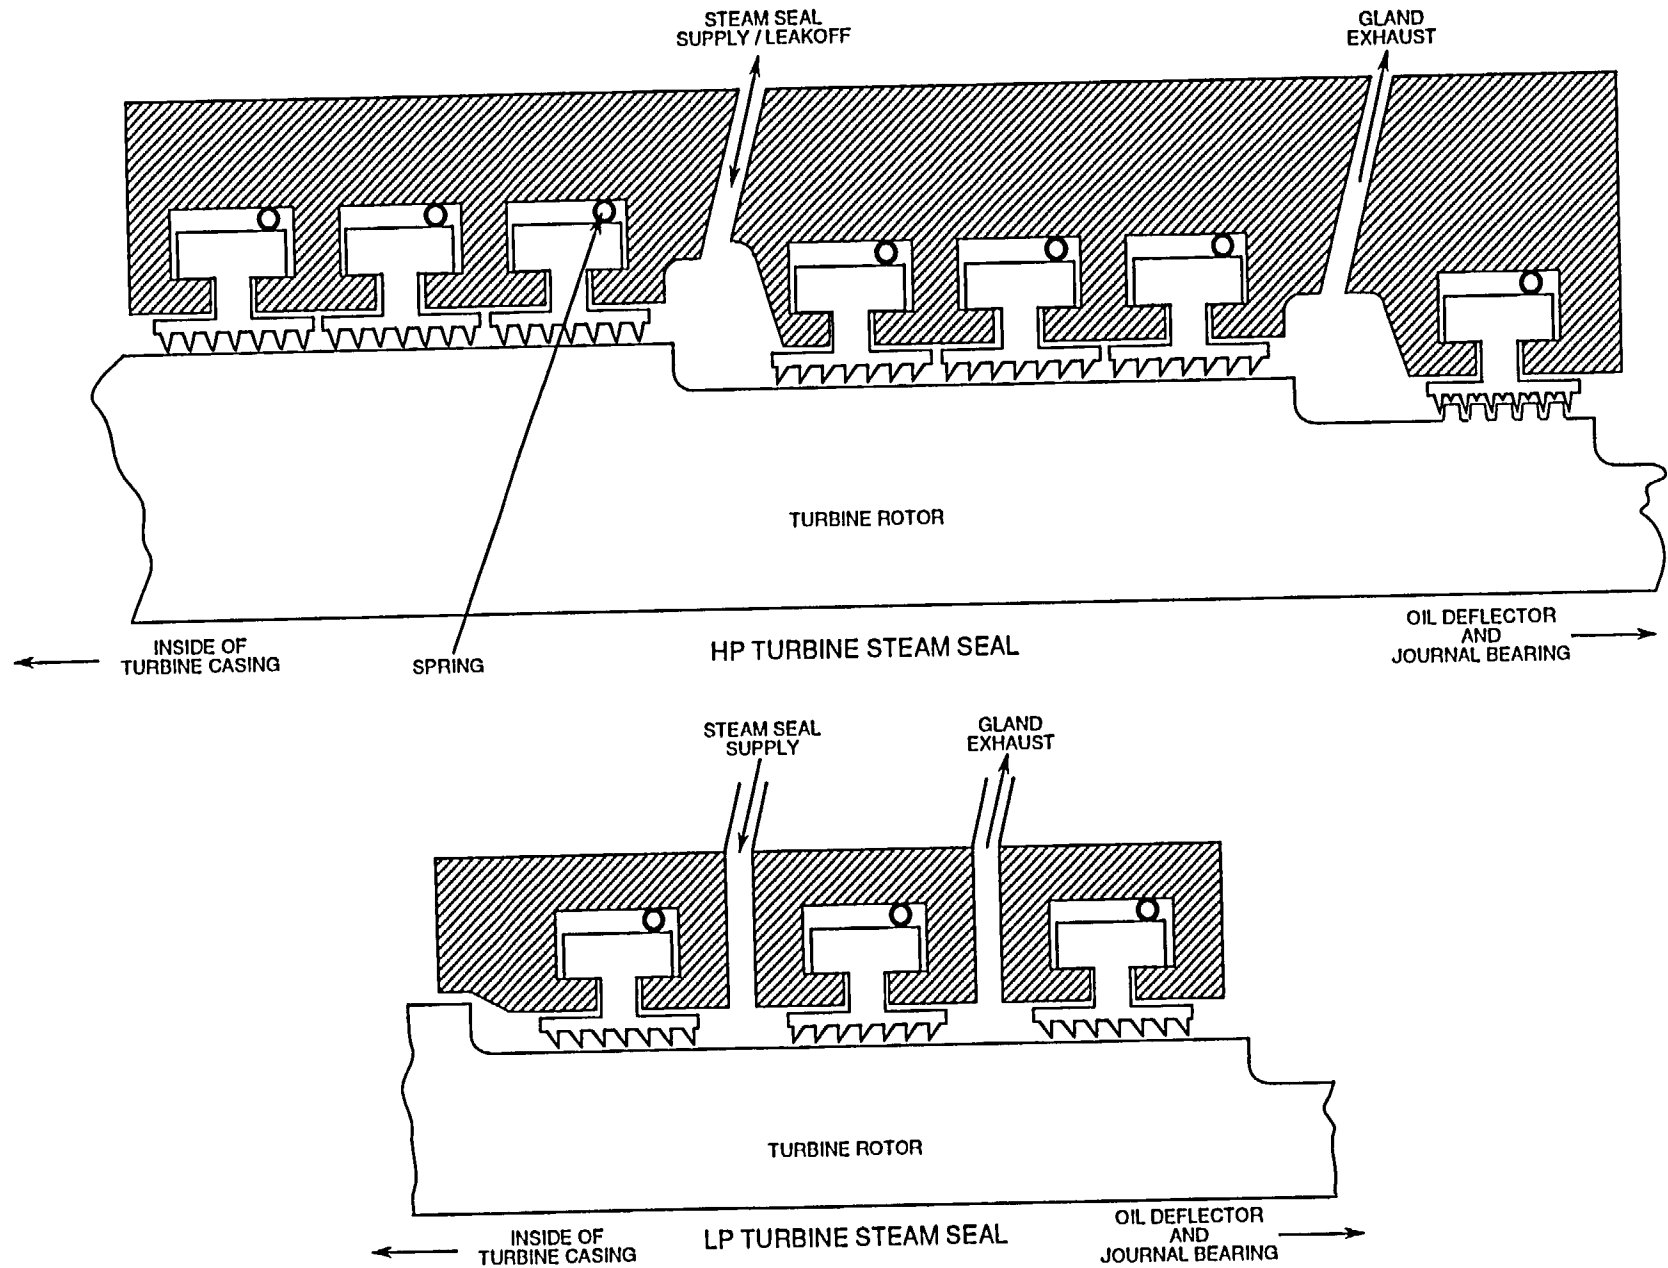 STEAM SEAL
SUPPLY / LEAKOFF
GLAND
EXHAUST
TURBINE ROTOR
INSIDE OF
TURBINE CASING
SPRING
HP TURBINE STEAM SEAL
OIL DEFLECTOR
AND
JOURNAL BEARING
STEAM SEAL
SUPPLY
GLAND
EXHAUST
TURBINE ROTOR
INSIDE OF
TURBINE CASING
LP TURBINE STEAM SEAL
OIL DEFLECTOR
AND
JOURNAL BEARING